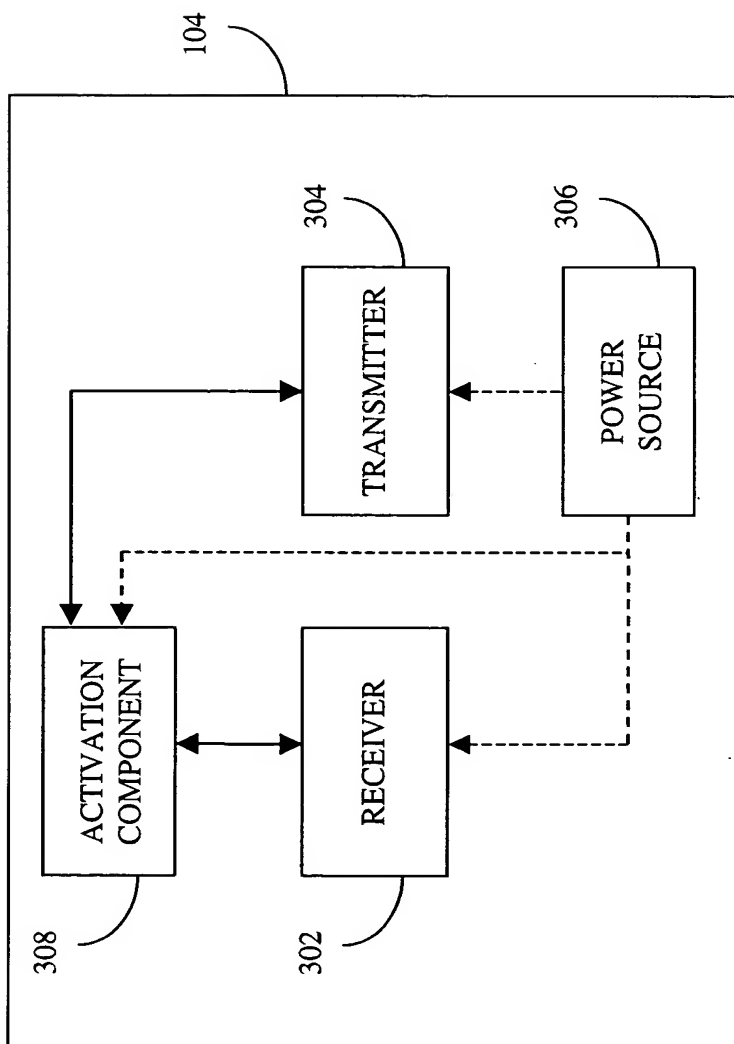 104
308
ACTIVATION
COMPONENT
304
TRANSMITTER
302
RECEIVER
306
POWER
SOURCE